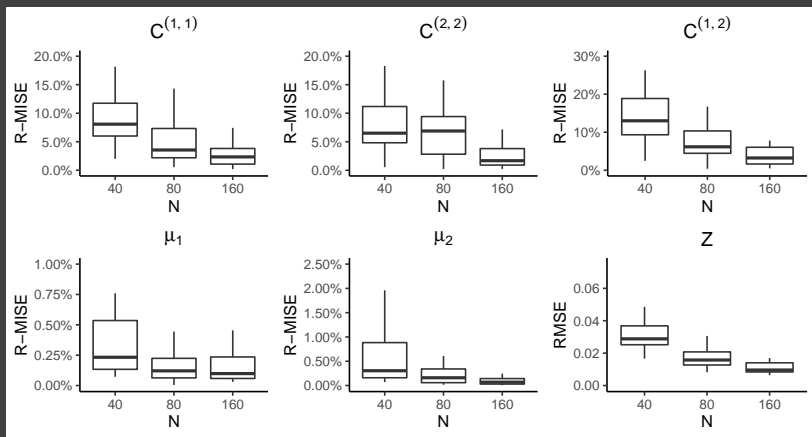 C(1, 1)
20.0%
15.0%
10.0%
5.0%
0.0%
R−MISE
40 80 160
N
C(2, 2)
20.0%
15.0%
10.0%
5.0%
0.0%
R−MISE
40 80 160
N
C(1, 2)
30%
20%
10%
0%
R−MISE
40 80 160
N
μ1
1.00%
0.75%
0.50%
0.25%
0.00%
R−MISE
40 80 160
N
μ2
2.50%
2.00%
1.50%
1.00%
0.50%
0.00%
R−MISE
40 80 160
N
Z
0.06
0.04
0.02
0.00
RMSE
40 80 160
N